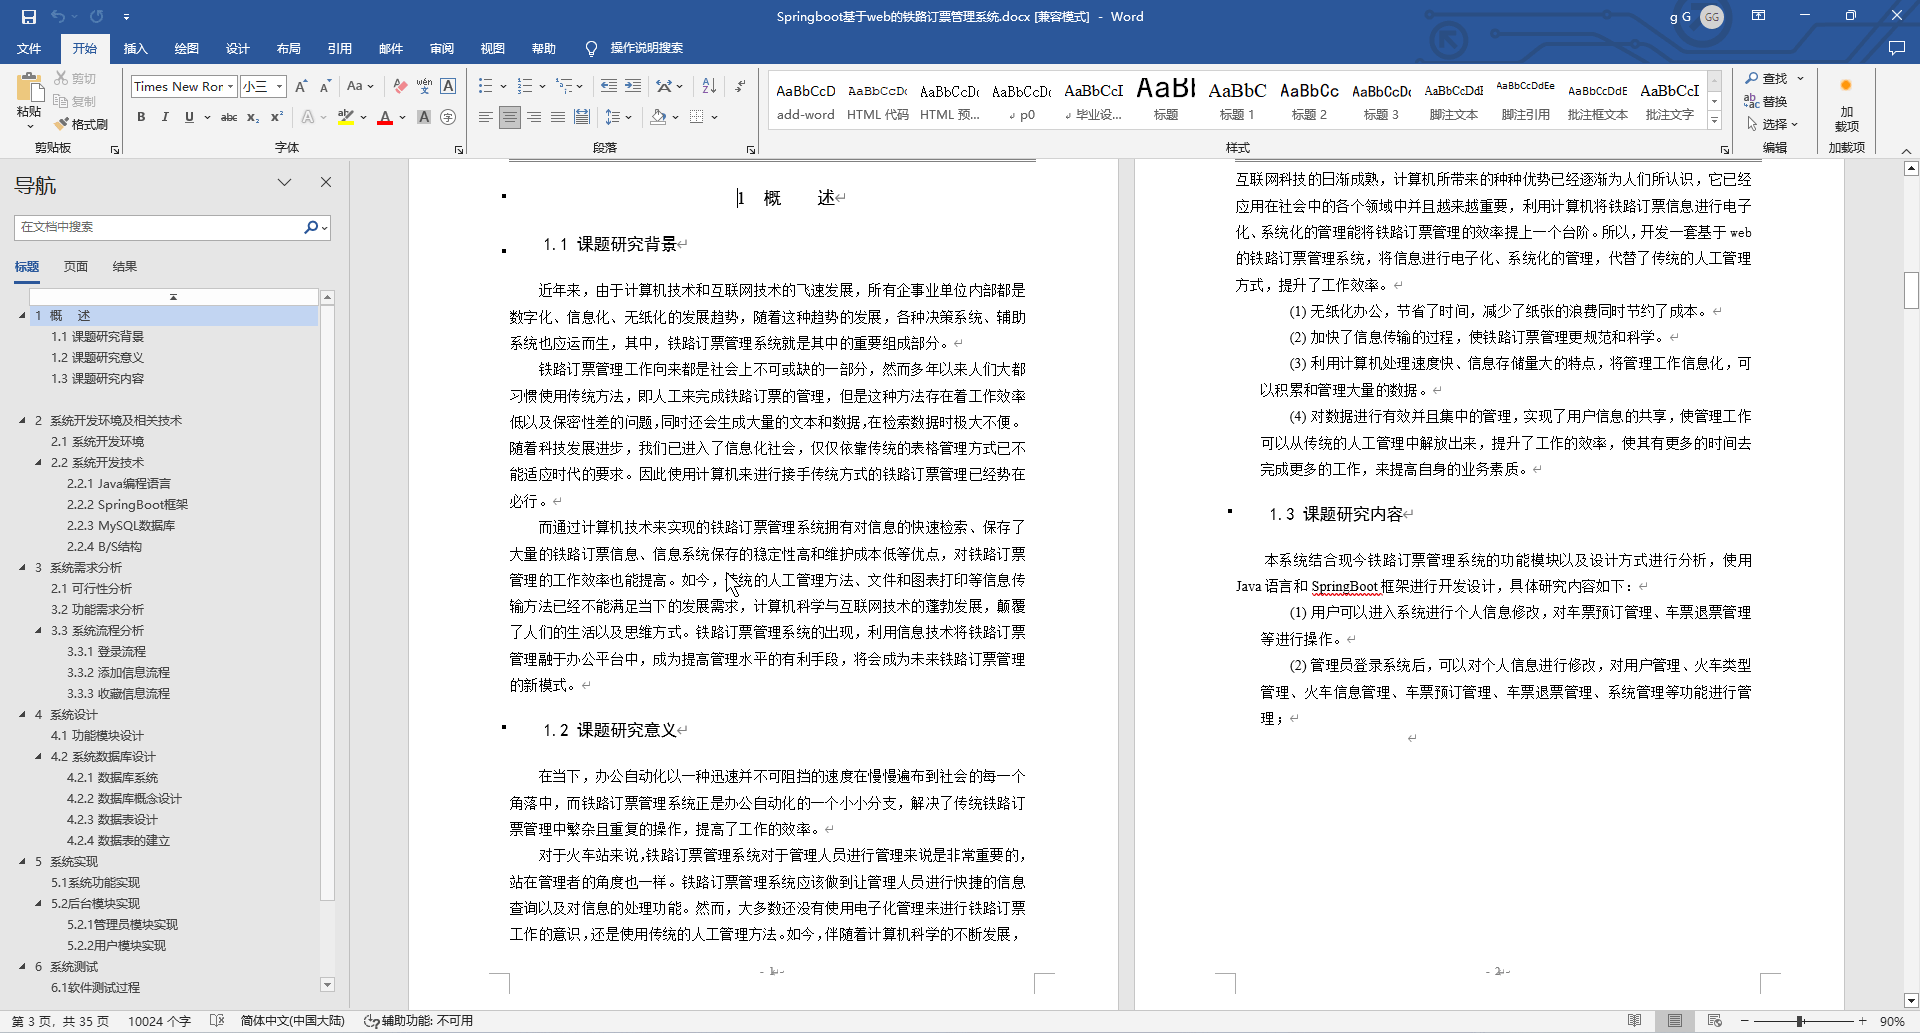 Springboot基于web的铁路订票管理系统.docx [兼容模式] - Word
g G
GG
文件 开始 插入 绘图 设计 布局 引用 邮件 审阅 视图 帮助 操作说明搜索
粘贴
剪切
复制
格式刷
剪贴板
Times New Ror 小三
字体
段落
AaBbCcD AaBbCcDc AaBbCcDc AaBbCcDc AaBbCcI AaBl AaBbC AaBbCc AaBbCcDc AaBbCcDdI AaBbCcDdEe AaBbCcDdE AaBbCcI
add-word HTML 代码 HTML 预... p0 毕业设... 标题 标题 1 标题 2 标题 3 脚注文本 脚注引用 批注框文本 批注文字
样式
查找
替换
选择
编辑
加载项
加载项
导航
在文档中搜索
标题 页面 结果
1 概 述
1.1 课题研究背景
1.2 课题研究意义
1.3 课题研究内容
2 系统开发环境及相关技术
2.1 系统开发环境
2.2 系统开发技术
2.2.1 Java编程语言
2.2.2 SpringBoot框架
2.2.3 MySQL数据库
2.2.4 B/S结构
3 系统需求分析
2.1 可行性分析
3.2 功能需求分析
3.3 系统流程分析
3.3.1 登录流程
3.3.2 添加信息流程
3.3.3 收藏信息流程
4 系统设计
4.1 功能模块设计
4.2 系统数据库设计
4.2.1 数据库系统
4.2.2 数据库概念设计
4.2.3 数据表设计
4.2.4 数据表的建立
5 系统实现
5.1系统功能实现
5.2后台模块实现
5.2.1管理员模块实现
5.2.2用户模块实现
6 系统测试
6.1软件测试过程
1 概 述
1.1 课题研究背景
近年来，由于计算机技术和互联网技术的飞速发展，所有企事业单位内部都是
数字化、信息化、无纸化的发展趋势，随着这种趋势的发展，各种决策系统、辅助
系统也应运而生，其中，铁路订票管理系统就是其中的重要组成部分。
铁路订票管理工作向来都是社会上不可或缺的一部分，然而多年以来人们大都
习惯使用传统方法，即人工来完成铁路订票的管理，但是这种方法存在着工作效率
低以及保密性差的问题，同时还会生成大量的文本和数据，在检索数据时极大不便。
随着科技发展进步，我们已进入了信息化社会，仅仅依靠传统的表格管理方式已不
能适应时代的要求。因此使用计算机来进行接手传统方式的铁路订票管理已经势在
必行。
而通过计算机技术来实现的铁路订票管理系统拥有对信息的快速检索、保存了
大量的铁路订票信息、信息系统保存的稳定性高和维护成本低等优点，对铁路订票
管理的工作效率也能提高。如今，传统的人工管理方法、文件和图表打印等信息传
输方法已经不能满足当下的发展需求，计算机科学与互联网技术的蓬勃发展，颠覆
了人们的生活以及思维方式。铁路订票管理系统的出现，利用信息技术将铁路订票
管理融于办公平台中，成为提高管理水平的有利手段，将会成为未来铁路订票管理
的新模式。
1.2 课题研究意义
在当下，办公自动化以一种迅速并不可阻挡的速度在慢慢遍布到社会的每一个
角落中，而铁路订票管理系统正是办公自动化的一个小小分支，解决了传统铁路订
票管理中繁杂且重复的操作，提高了工作的效率。
对于火车站来说，铁路订票管理系统对于管理人员进行管理来说是非常重要的，
站在管理者的角度也一样。铁路订票管理系统应该做到让管理人员进行快捷的信息
查询以及对信息的处理功能。然而，大多数还没有使用电子化管理来进行铁路订票
工作的意识，还是使用传统的人工管理方法。如今，伴随着计算机科学的不断发展，
- 1 -
互联网科技的日渐成熟，计算机所带来的种种优势已经逐渐为人们所认识，它已经
应用在社会中的各个领域中并且越来越重要，利用计算机将铁路订票信息进行电子
化、系统化的管理能将铁路订票管理的效率提上一个台阶。所以，开发一套基于 web
的铁路订票管理系统，将信息进行电子化、系统化的管理，代替了传统的人工管理
方式，提升了工作效率。
(1) 无纸化办公，节省了时间，减少了纸张的浪费同时节约了成本。
(2) 加快了信息传输的过程，使铁路订票管理更规范和科学。
(3) 利用计算机处理速度快、信息存储量大的特点，将管理工作信息化，可
以积累和管理大量的数据。
(4) 对数据进行有效并且集中的管理，实现了用户信息的共享，使管理工作
可以从传统的人工管理中解放出来，提升了工作的效率，使其有更多的时间去
完成更多的工作，来提高自身的业务素质。
1.3 课题研究内容
本系统结合现今铁路订票管理系统的功能模块以及设计方式进行分析，使用
Java 语言和 SpringBoot 框架进行开发设计，具体研究内容如下：
(1) 用户可以进入系统进行个人信息修改，对车票预订管理、车票退票管理
等进行操作。
(2) 管理员登录系统后，可以对个人信息进行修改，对用户管理、火车类型
管理、火车信息管理、车票预订管理、车票退票管理、系统管理等功能进行管
理；
- 2 -
第 3 页，共 35 页 10024 个字 简体中文(中国大陆) 辅助功能: 不可用 90%